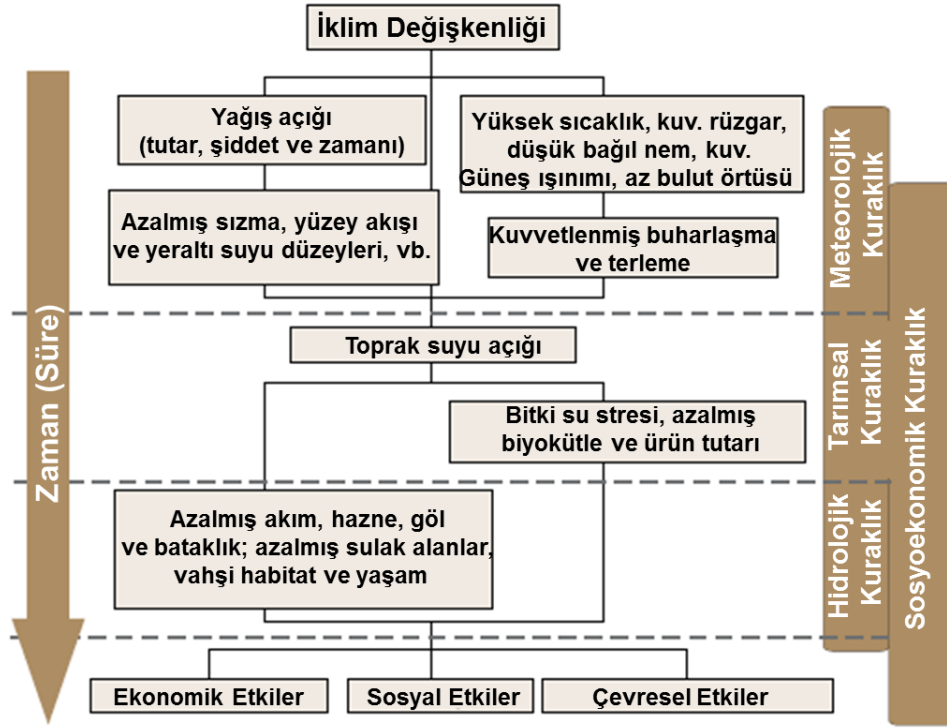 İklim Değişkenliği
Yağış açığı
(tutar, şiddet ve zamanı)
Yüksek sıcaklık, kuv. rüzgar,
düşük bağıl nem, kuv.
Güneş ışınımı, az bulut örtüsü
Azalmış sızma, yüzey akışı
ve yeraltı suyu düzeyleri, vb.
Kuvvetlenmiş buharlaşma
ve terleme
Toprak suyu açığı
Bitki su stresi, azalmış
biyokütle ve ürün tutarı
Azalmış akım, hazne, göl
ve bataklık; azalmış sulak alanlar,
vahşi habitat ve yaşam
Ekonomik Etkiler
Sosyal Etkiler
Çevresel Etkiler
Zaman (Süre)
Meteorolojik
Kuraklık
Tarımsal
Kuraklık
Hidrolojik
Kuraklık
Sosyoekonomik Kuraklık